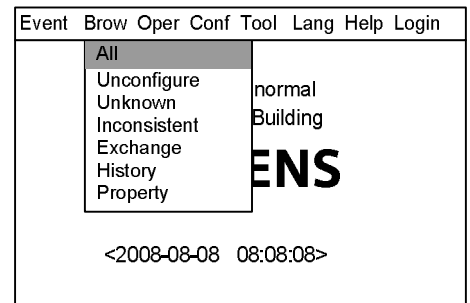 Event Brow Oper Conf Tool Lang Help Login
All
Unconfigure
Unknown
Inconsistent
Exchange
History
Property
normal
Building
ENS
<2008-08-08 08:08:08>